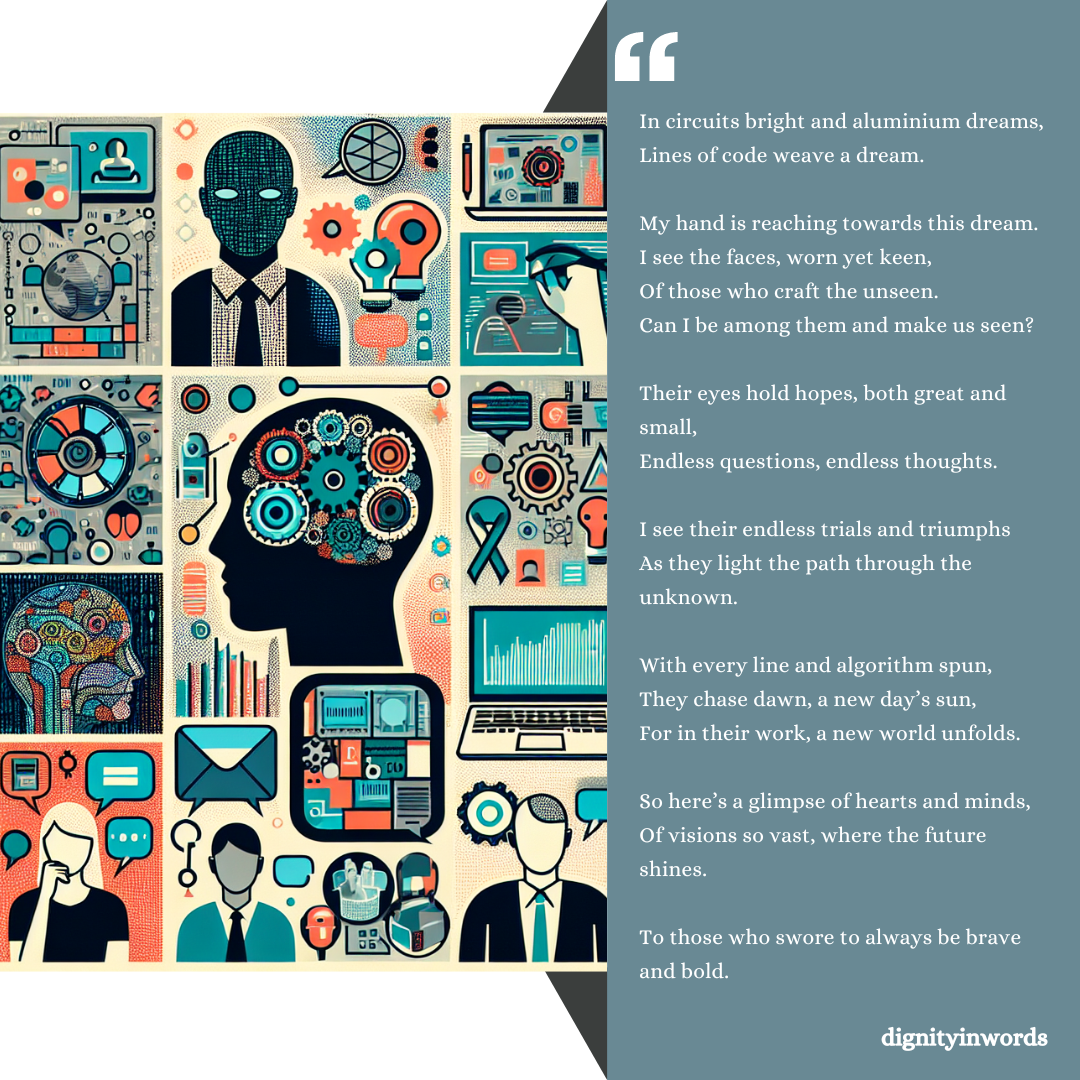 In circuits bright and aluminium dreams,
Lines of code weave a dream.
My hand is reaching towards this dream.
I see the faces, worn yet keen,
Of those who craft the unseen.
Can I be among them and make us seen?
Their eyes hold hopes, both great and
small,
Endless questions, endless thoughts.
I see their endless trials and triumphs
As they light the path through the
unknown.
With every line and algorithm spun,
They chase dawn, a new day’s sun,
For in their work, a new world unfolds.
So here’s a glimpse of hearts and minds,
Of visions so vast, where the future
shines.
To those who swore to always be brave
and bold.
dignityinwords